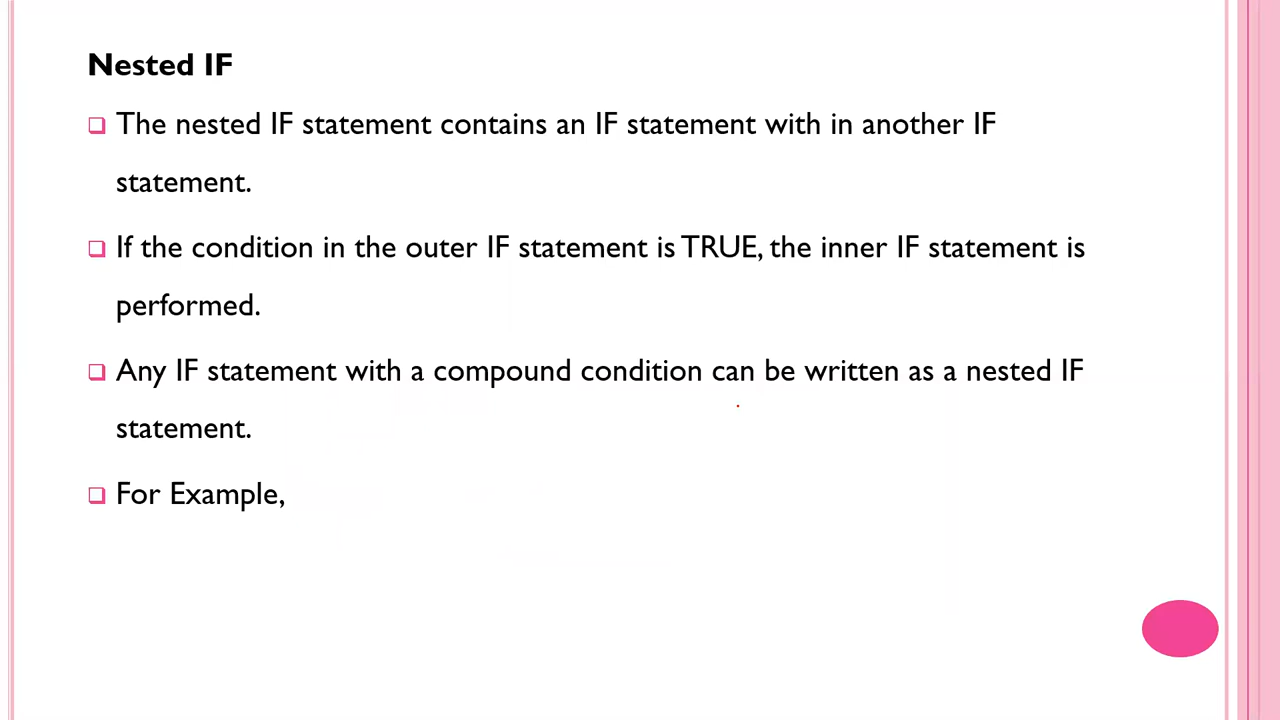 Nested IF
The nested IF statement contains an IF statement with in another IF
statement.
If the condition in the outer IF statement is TRUE, the inner IF statement is
performed.
Any IF statement with a compound condition can be written as a nested IF
statement.
For Example,